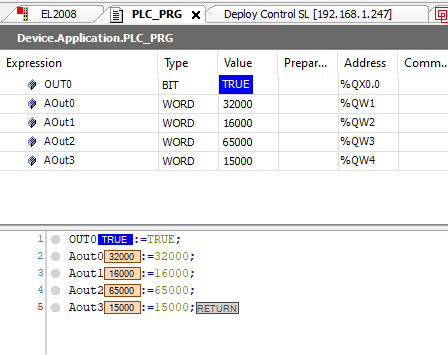 EL2008 PLC_PRG X Deploy Control SL [192.168.1.247]
Device.Application.PLC_PRG
Expression Type Value Prepar... Address Comm...
OUT0 BIT TRUE %QX0.0
AOut0 WORD 32000 %QW1
AOut1 WORD 16000 %QW2
AOut2 WORD 65000 %QW3
AOut3 WORD 15000 %QW4
1 OUT0 TRUE :=TRUE;
2 Aout0 32000 :=32000;
3 Aout1 16000 :=16000;
4 Aout2 65000 :=65000;
5 Aout3 15000 :=15000; RETURN